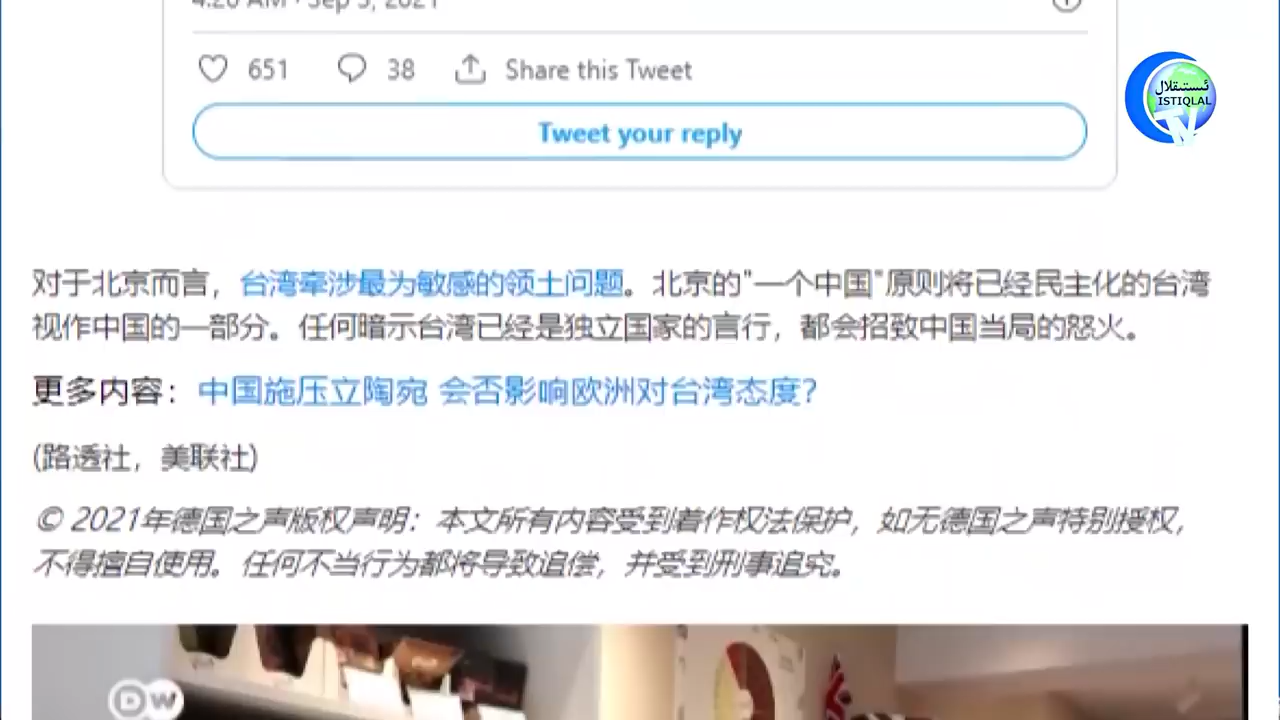 4:20 AM · Sep 3, 2021
651 38 Share this Tweet
Tweet your reply
ئىستىقلال
ISTIQLAL
TV
对于北京而言，台湾牵涉最为敏感的领土问题。北京的"一个中国"原则将已经民主化的台湾
视作中国的一部分。任何暗示台湾已经是独立国家的言行，都会招致中国当局的怒火。
更多内容：中国施压立陶宛 会否影响欧洲对台湾态度？
(路透社，美联社)
© 2021年德国之声版权声明：本文所有内容受到着作权法保护，如无德国之声特别授权，
不得擅自使用。任何不当行为都将导致追偿，并受到刑事追究。
DW